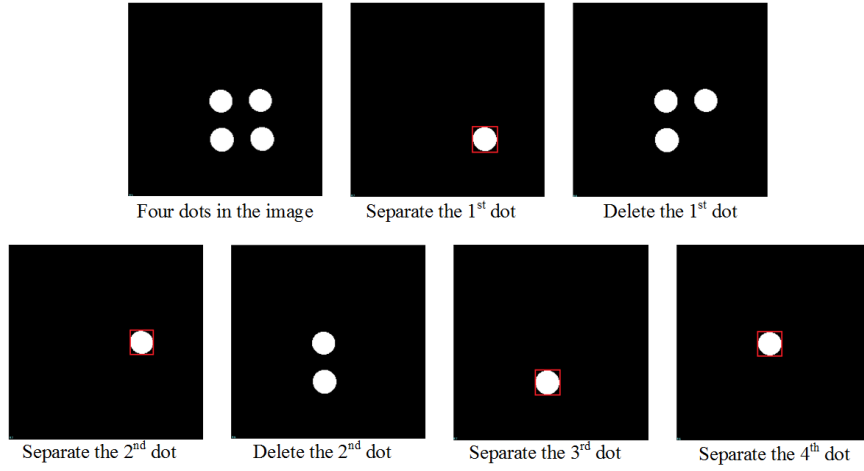 Four dots in the image
Separate the 1st dot
Delete the 1st dot
Separate the 2nd dot
Delete the 2nd dot
Separate the 3rd dot
Separate the 4th dot